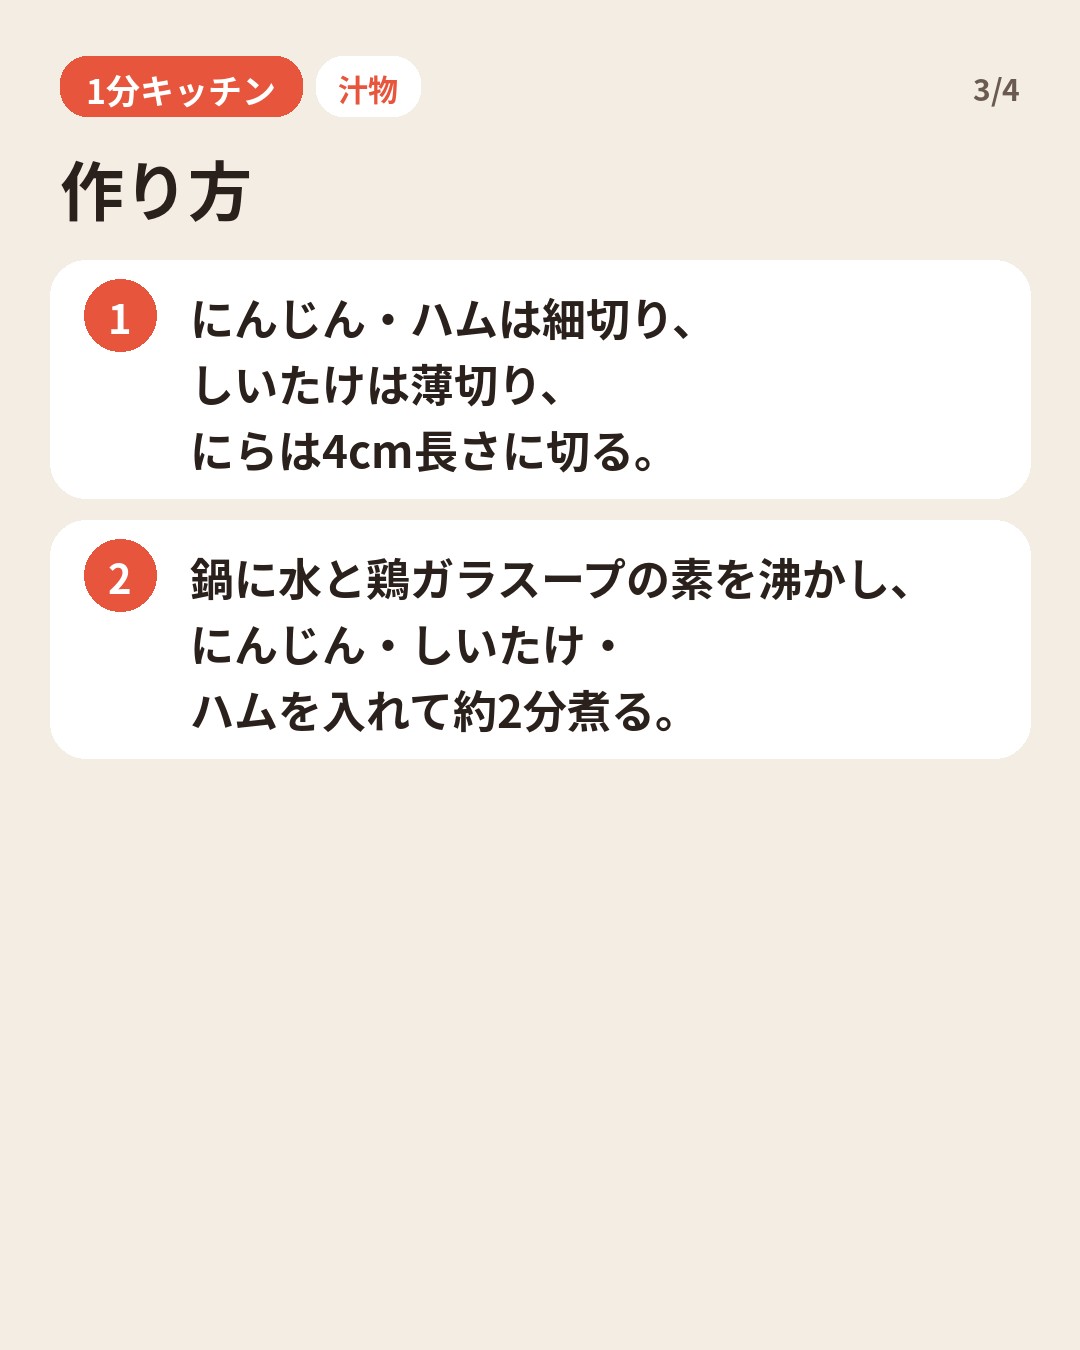 1分キッチン 汁物 3/4
作り方
1 にんじん・ハムは細切り、
しいたけは薄切り、
にらは4cm長さに切る。
2 鍋に水と鶏ガラスープの素を沸かし、
にんじん・しいたけ・
ハムを入れて約2分煮る。